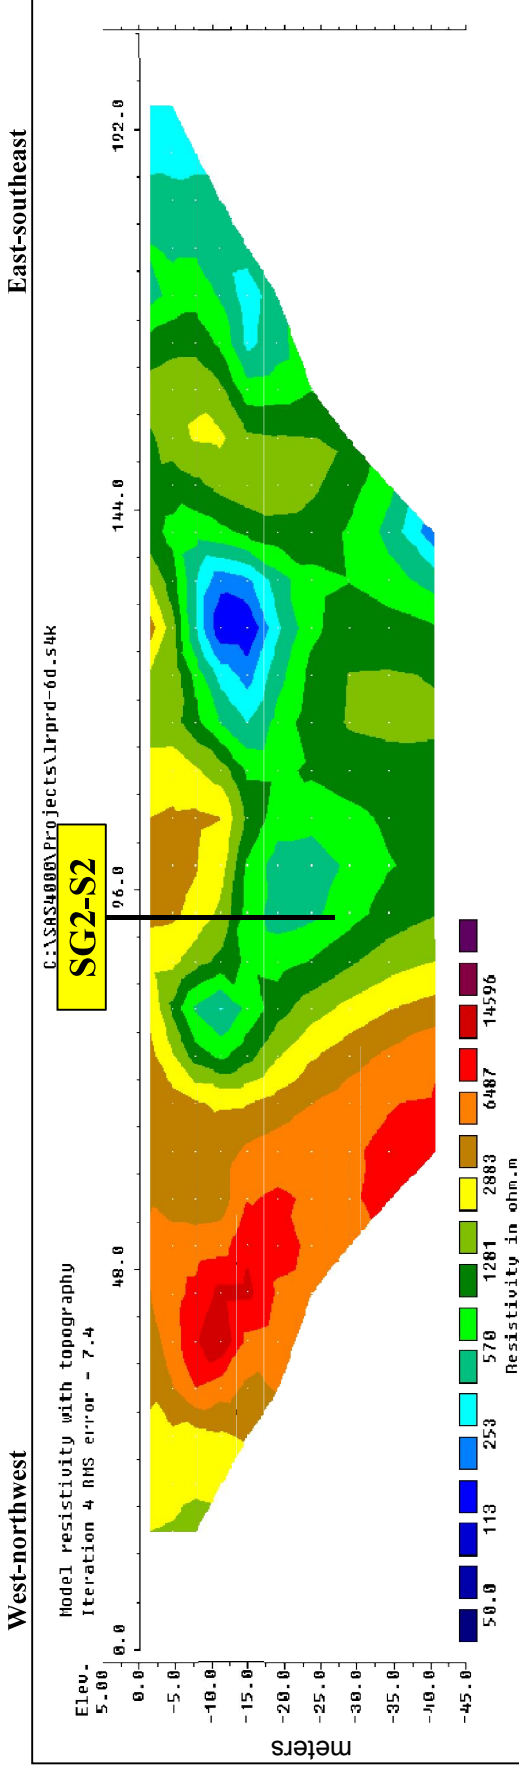 West-northwest East-southeast
C:\SAS4000\Projects\lrprd-6d.s4k
SG2-S2
Model resistivity with topography
Iteration 4 RMS error = 7.4
Elev.
0.0 48.0 96.0 144.0 192.0
5.00
0.0
-5.0
-10.0
-15.0
-20.0
-25.0
-30.0
-35.0
-40.0
-45.0
meters
50.0 113 253 570 1281 2883 6487 14596
Resistivity in ohm.m